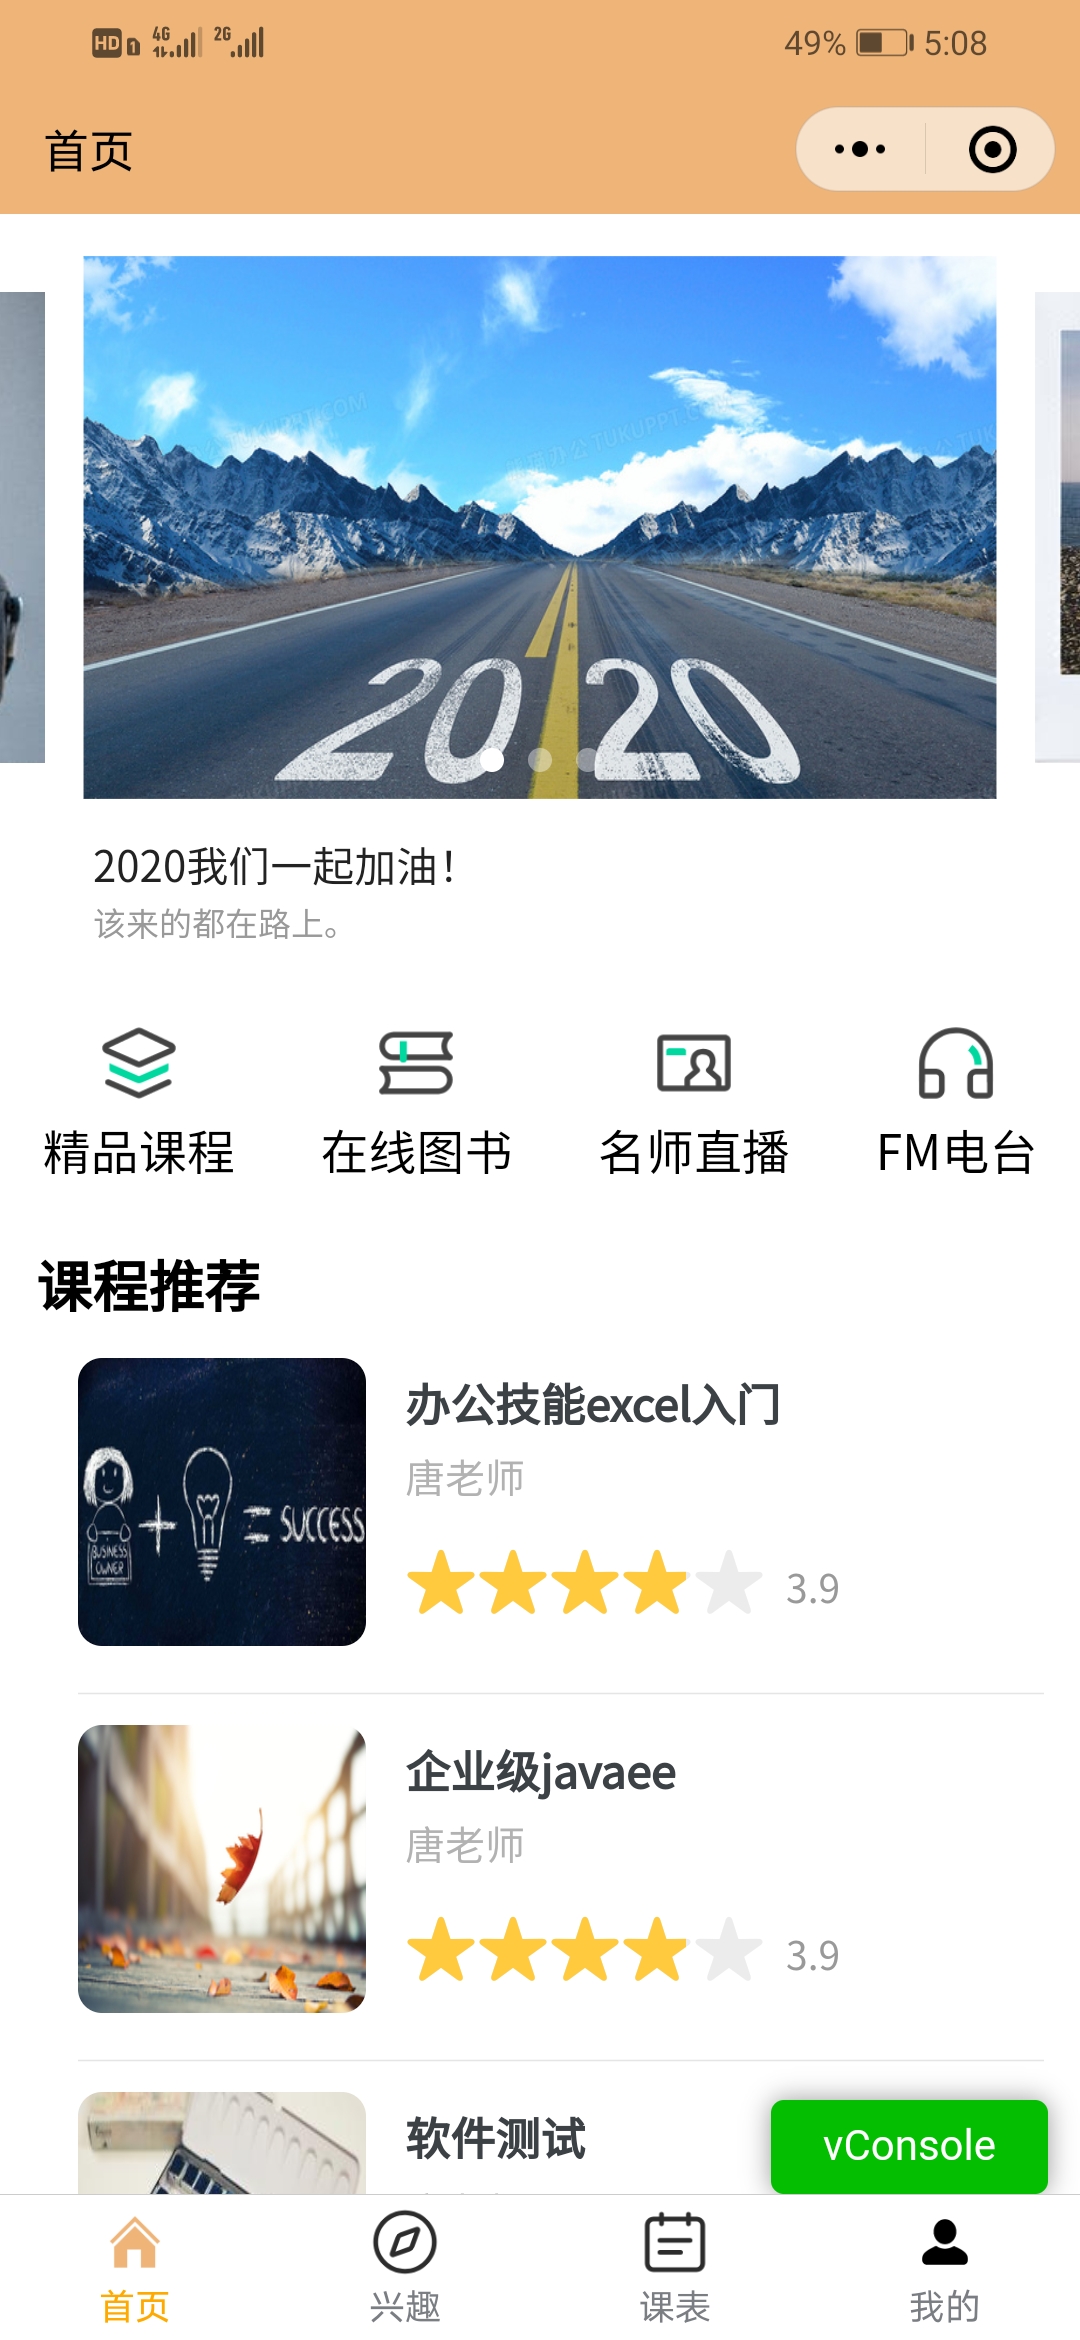 HD 1 4G 2G 49% 5:08
首页
TUKUPPT.COM
2020
2020我们一起加油!
该来的都在路上。
精品课程 在线图书 名师直播 FM电台
课程推荐
办公技能excel入门
唐老师
BUSINESS
OWNER
+ = SUCCESS
3.9
企业级javaee
唐老师
3.9
软件测试
vConsole
首页 兴趣 课表 我的